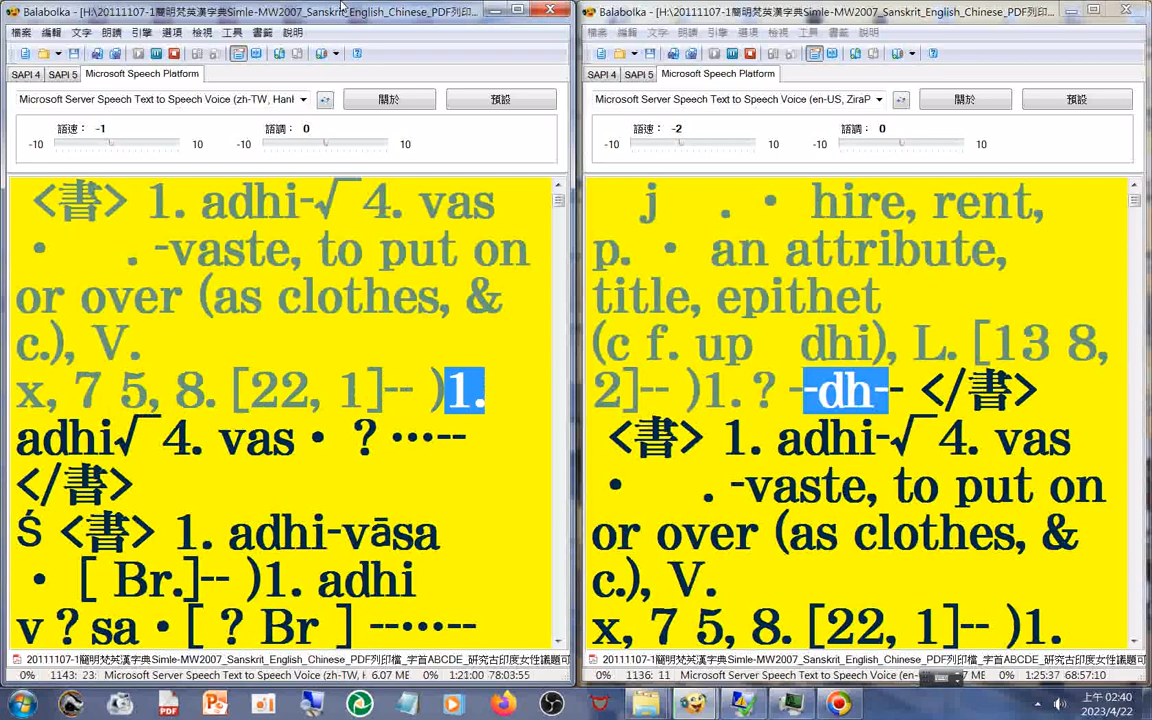 Balabolka - [H:\20111107-1簡明梵英漢字典Simle-MW2007_Sanskrit_English_Chinese_PDF列印...
檔案 編輯 文字 朗讀 引擎 選項 檢視 工具 書籤 說明
SAPI 4 SAPI 5 Microsoft Speech Platform
Microsoft Server Speech Text to Speech Voice (zh-TW, Hanl
關於 預設
語速: -1 語調: 0
-10 10 -10 10
<書> 1. adhi-√ 4. vas
• . -vaste, to put on
or over (as clothes, &
c.), V.
x, 7 5, 8. [22, 1]-- )1.
adhi√ 4. vas • ? •••--
</書>
Ś <書> 1. adhi-vāsa
• [ Br.]-- )1. adhi
v ? sa • [ ? Br ] --•••--
20111107-1簡明梵英漢字典Simle-MW2007_Sanskrit_English_Chinese_PDF列印檔_字首ABCDE_研究古印度女性議題可
0% 1143: 23: Microsoft Server Speech Text to Speech Voice (zh-TW, H 6.07 ME 0% 1:21:00 78:03:55
Balabolka - [H:\20111107-1簡明梵英漢字典Simle-MW2007_Sanskrit_English_Chinese_PDF列印...
檔案 編輯 文字 朗讀 引擎 選項 檢視 工具 書籤 說明
SAPI 4 SAPI 5 Microsoft Speech Platform
Microsoft Server Speech Text to Speech Voice (en-US, ZiraP
關於 預設
語速: -2 語調: 0
-10 10 -10 10
j . • hire, rent,
p. • an attribute,
title, epithet
(c f. up dhi), L. [13 8,
2]-- )1. ? --dh-- </書>
<書> 1. adhi-√ 4. vas
• . -vaste, to put on
or over (as clothes, &
c.), V.
x, 7 5, 8. [22, 1]-- )1.
20111107-1簡明梵英漢字典Simle-MW2007_Sanskrit_English_Chinese_PDF列印檔_字首ABCDE_研究古印度女性議題可
0% 1136: 11 Microsoft Server Speech Text to Speech Voice (en-U ME 0% 1:25:37 68:57:10
上午 02:40
2023/4/22